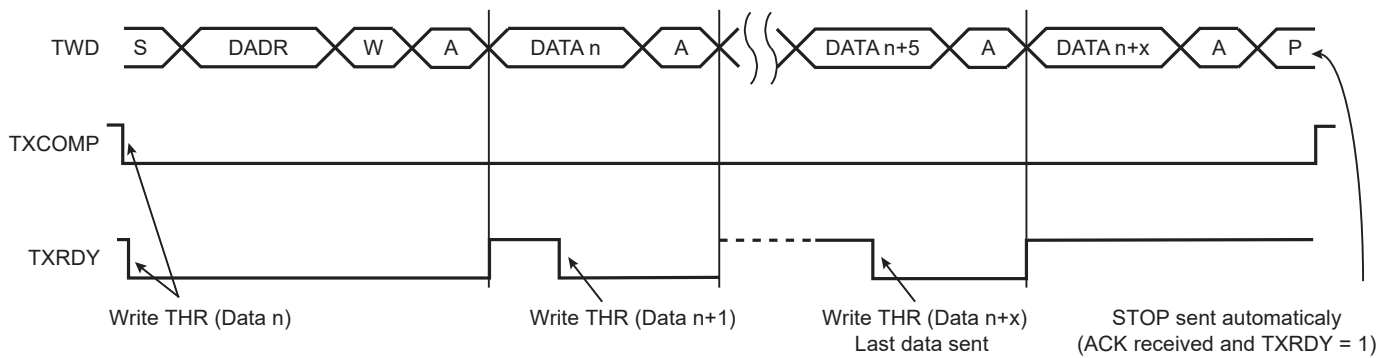 TWD S DADR W A DATA n A DATA n+5 A DATA n+x A P
TXCOMP
TXRDY
Write THR (Data n)
Write THR (Data n+1)
Write THR (Data n+x)
Last data sent
STOP sent automaticaly
(ACK received and TXRDY = 1)